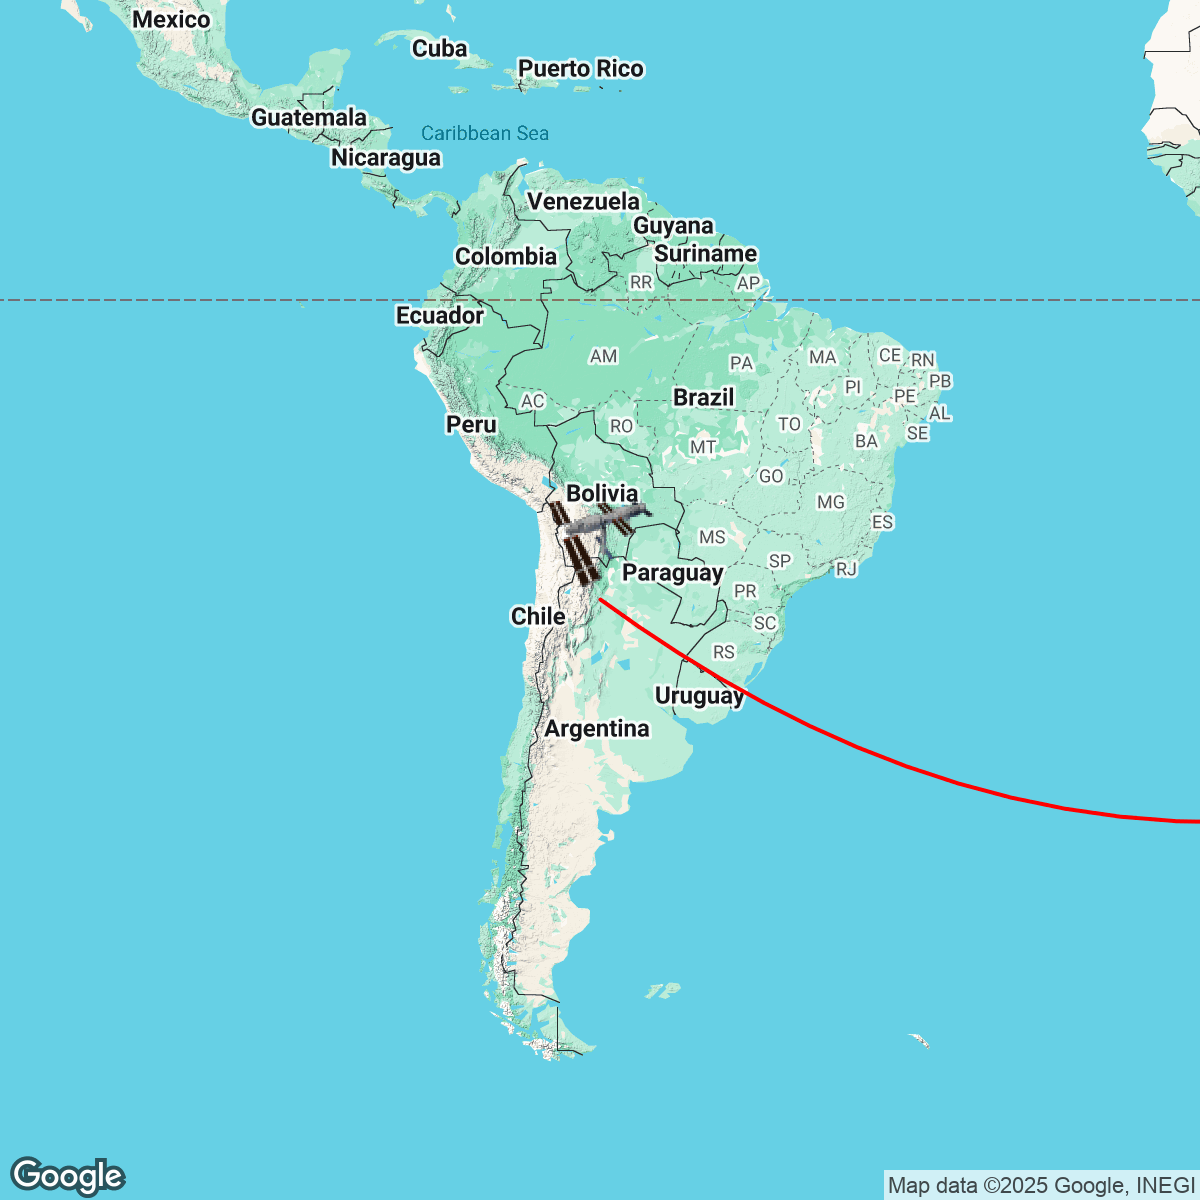 Mexico
Cuba
Puerto Rico
Guatemala
Caribbean Sea
Nicaragua
Venezuela
Guyana
Colombia
Suriname
RR
AP
Ecuador
AM
PA
MA
CE
RN
PI
PB
AC
Brazil
PE
AL
Peru
RO
TO
SE
MT
BA
GO
Bolivia
MG
ES
MS
SP
RJ
Paraguay
PR
Chile
SC
RS
Uruguay
Argentina
Google
Map data ©2025 Google, INEGI